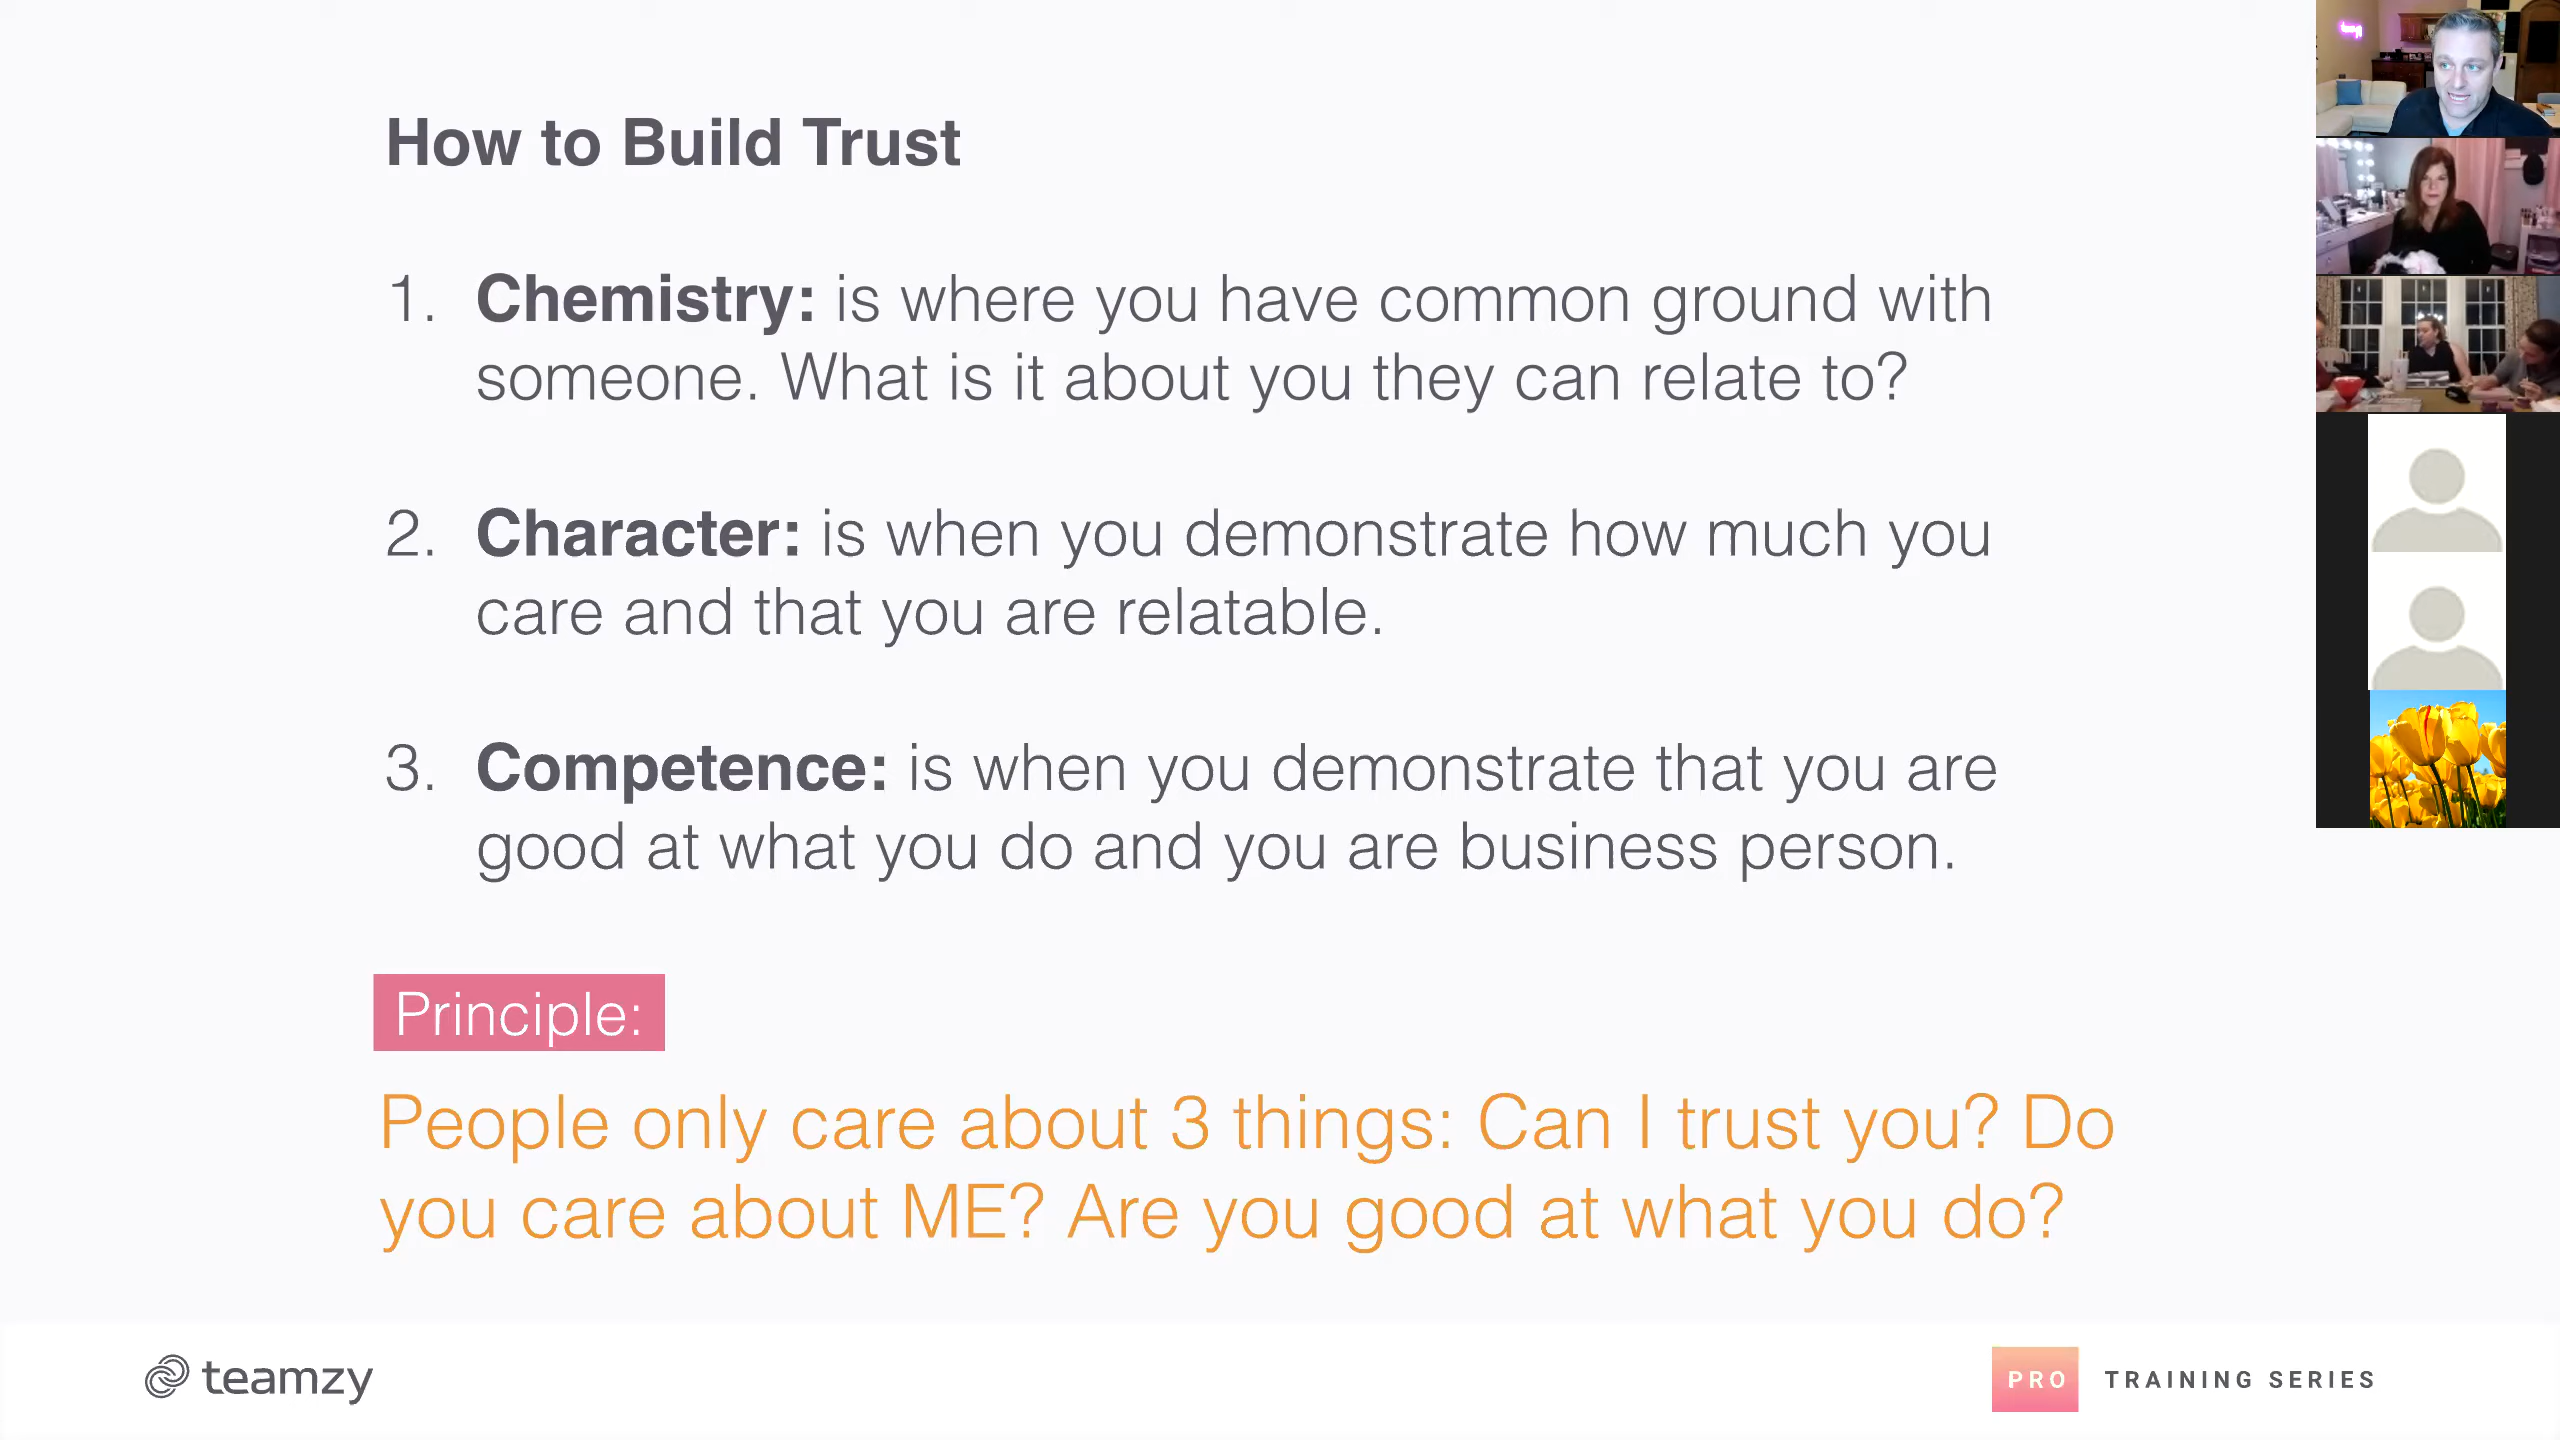 How to Build Trust
1. Chemistry: is where you have common ground with
someone. What is it about you they can relate to?
2. Character: is when you demonstrate how much you
care and that you are relatable.
3. Competence: is when you demonstrate that you are
good at what you do and you are business person.
Principle:
People only care about 3 things: Can I trust you? Do
you care about ME? Are you good at what you do?
teamzy
PRO TRAINING SERIES